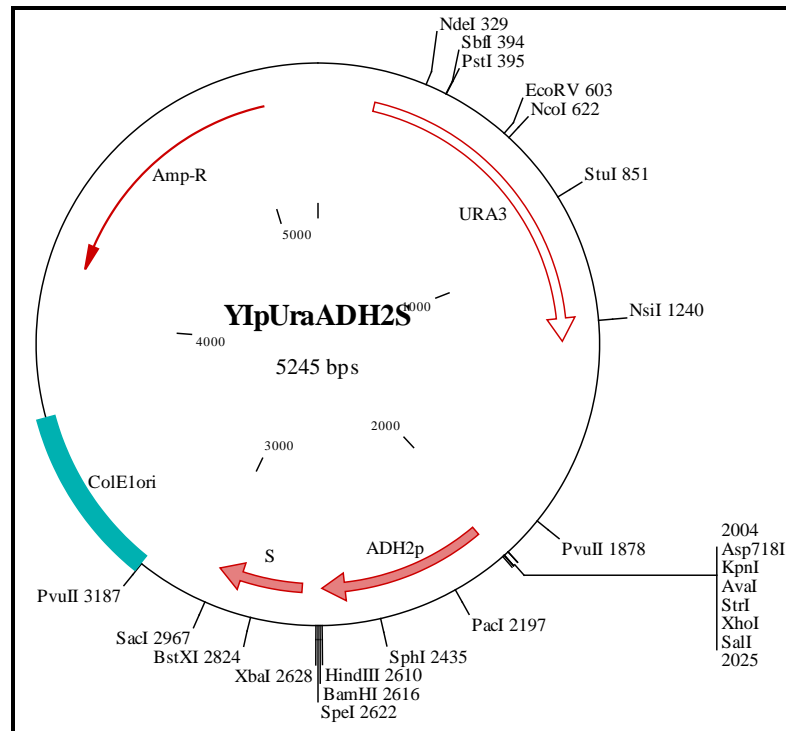 NdeI 329
SbfI 394
PstI 395
EcoRV 603
NcoI 622
StuI 851
Amp-R
URA3
5000
NsiI 1240
1000
YIpUraADH2S
4000
5245 bps
2000
3000
ColE1ori
2004
Asp718I
KpnI
AvaI
StrI
XhoI
SalI
2025
PvuII 1878
ADH2p
S
PvuII 3187
PacI 2197
SacI 2967
BstXI 2824
SphI 2435
XbaI 2628
HindIII 2610
BamHI 2616
SpeI 2622